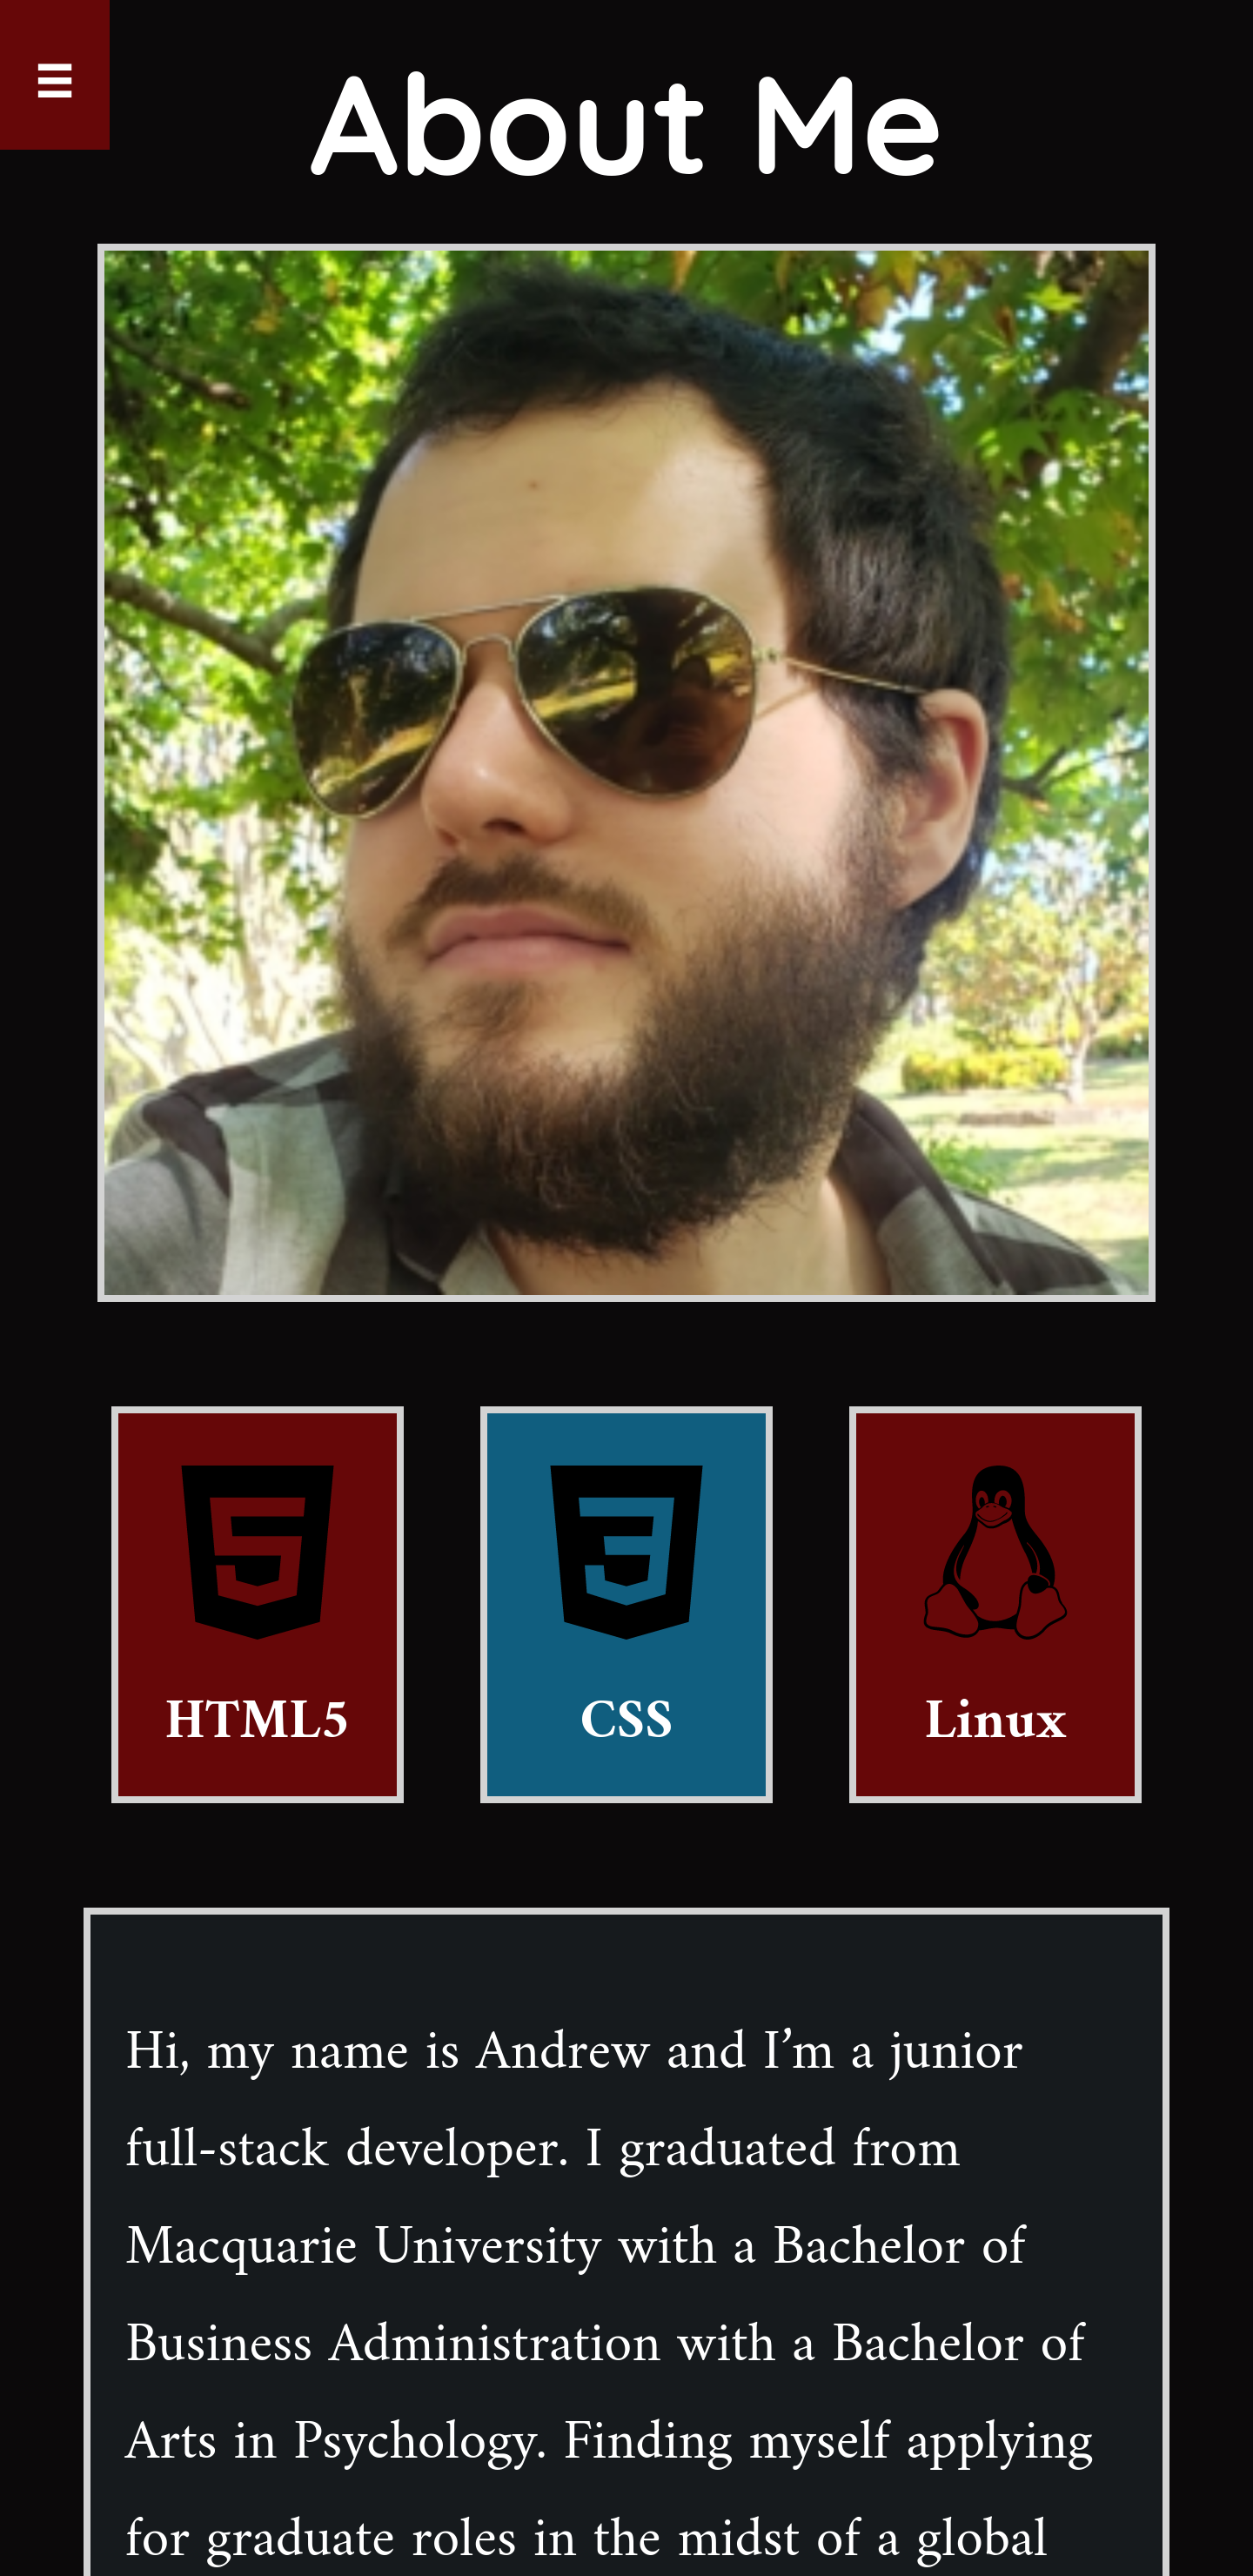 About Me
HTML5
CSS
Linux
Hi, my name is Andrew and I’m a junior
full-stack developer. I graduated from
Macquarie University with a Bachelor of
Business Administration with a Bachelor of
Arts in Psychology. Finding myself applying
for graduate roles in the midst of a global